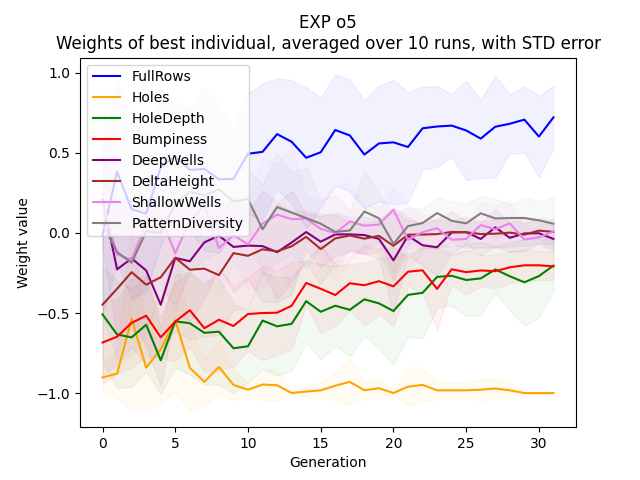 EXP o5
Weights of best individual, averaged over 10 runs, with STD error
1.0
0.5
0.0
−0.5
−1.0
Weight value
FullRows
Holes
HoleDepth
Bumpiness
DeepWells
DeltaHeight
ShallowWells
PatternDiversity
0 5 10 15 20 25 30
Generation